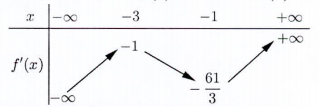 x −∞ −3 −1 +∞
−1 +∞
f′(x)
−∞ −61/3